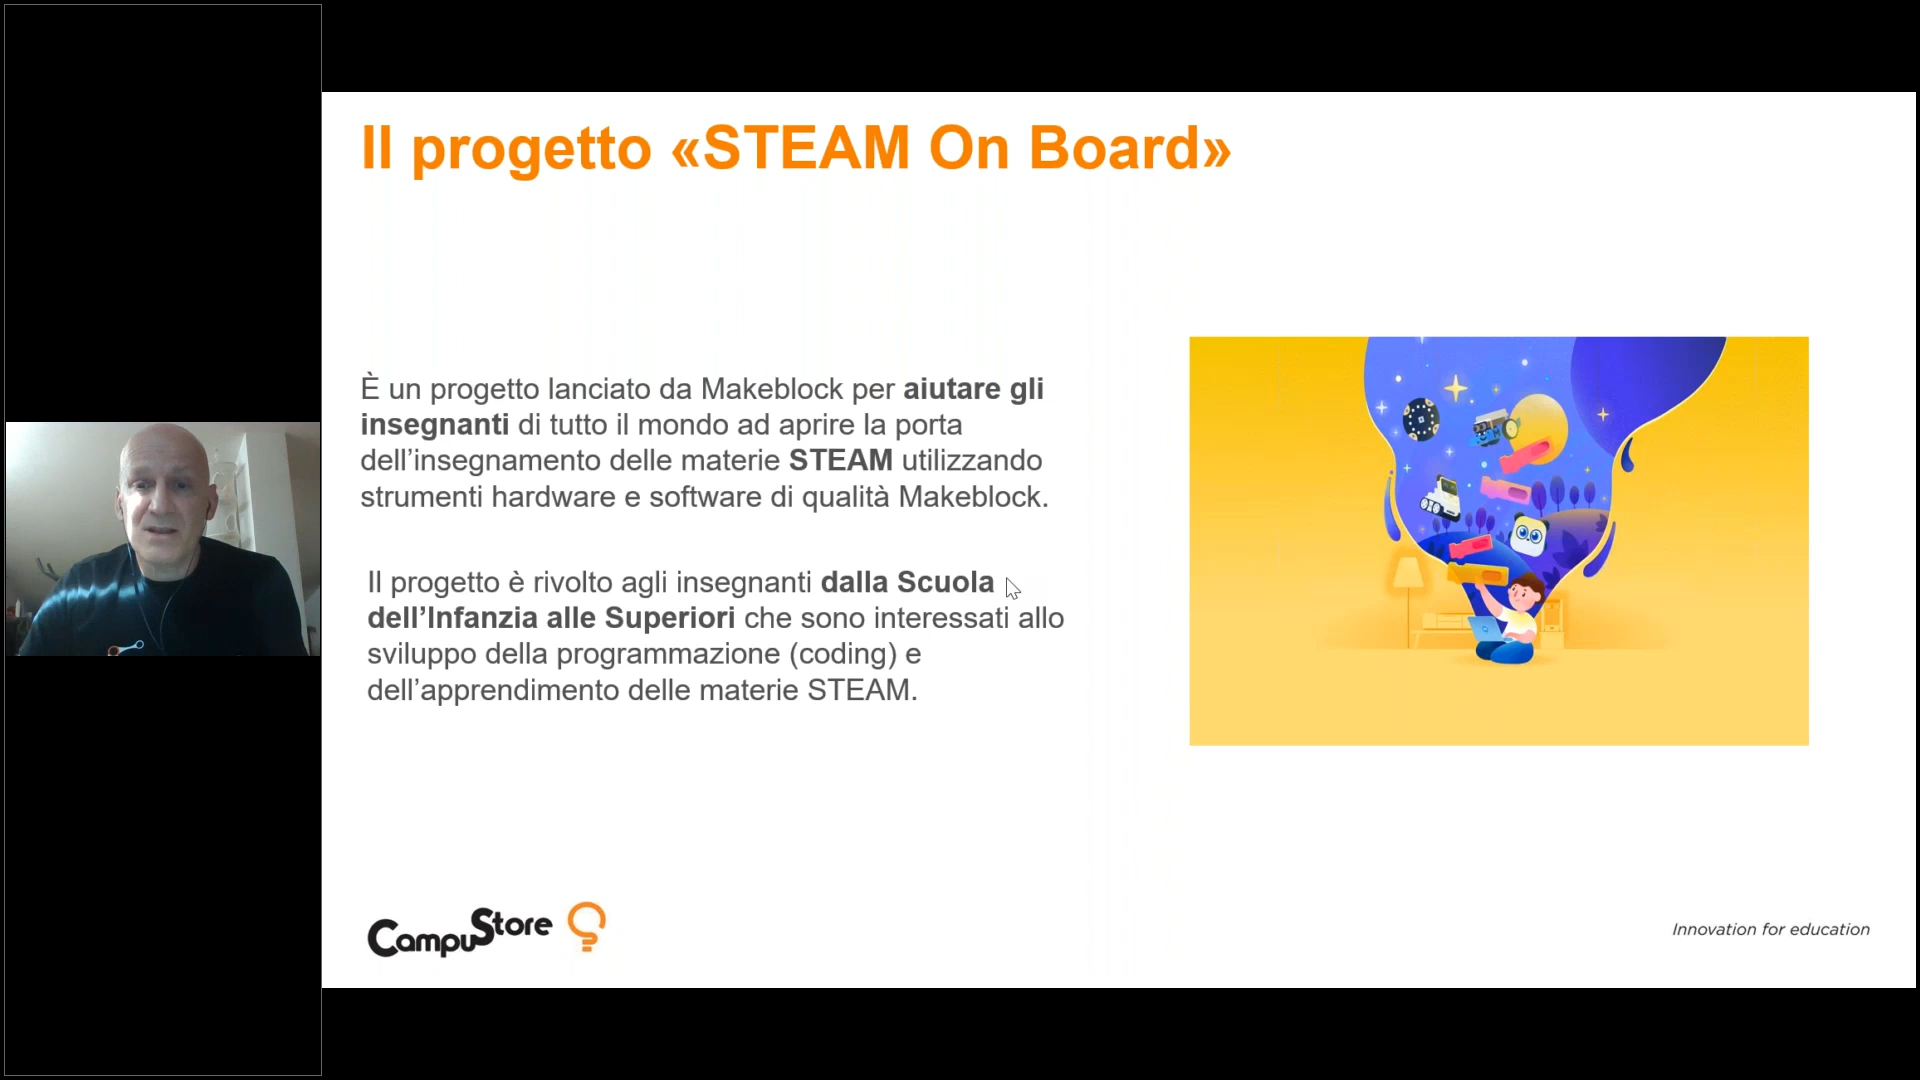 Il progetto «STEAM On Board»
È un progetto lanciato da Makeblock per aiutare gli
insegnanti di tutto il mondo ad aprire la porta
dell’insegnamento delle materie STEAM utilizzando
strumenti hardware e software di qualità Makeblock.
Il progetto è rivolto agli insegnanti dalla Scuola
dell’Infanzia alle Superiori che sono interessati allo
sviluppo della programmazione (coding) e
dell’apprendimento delle materie STEAM.
CampuStore
Innovation for education